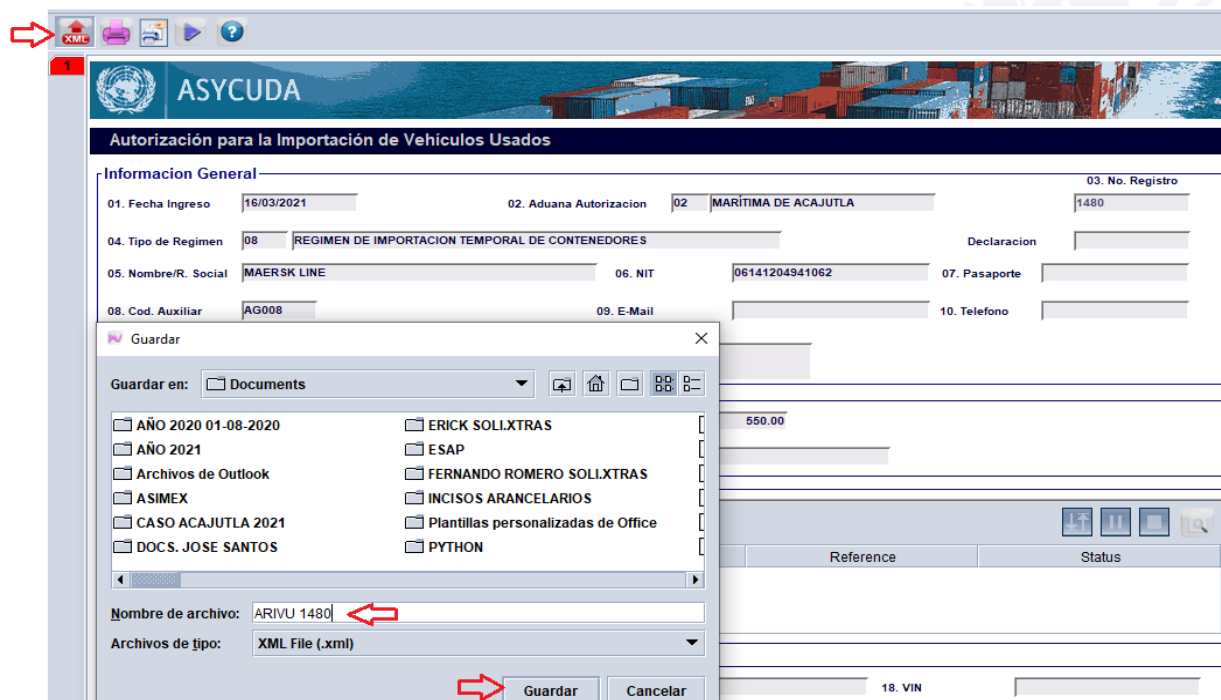 XML
1
ASYCUDA
Autorización para la Importación de Vehículos Usados
Informacion General
03. No. Registro
01. Fecha Ingreso 16/03/2021 02. Aduana Autorizacion 02 MARÍTIMA DE ACAJUTLA 1480
04. Tipo de Regimen 08 REGIMEN DE IMPORTACION TEMPORAL DE CONTENEDORES Declaracion
05. Nombre/R. Social MAERSK LINE 06. NIT 06141204941062 07. Pasaporte
08. Cod. Auxiliar AG008 09. E-Mail 10. Telefono
Guardar
Guardar en: Documents
AÑO 2020 01-08-2020 ERICK SOLI.XTRAS
550.00
AÑO 2021 ESAP
Archivos de Outlook FERNANDO ROMERO SOLI.XTRAS
ASIMEX INCISOS ARANCELARIOS
CASO ACAJUTLA 2021 Plantillas personalizadas de Office
DOCS. JOSE SANTOS PYTHON
Reference Status
Nombre de archivo: ARIVU 1480
Archivos de tipo: XML File (.xml)
Guardar Cancelar
18. VIN